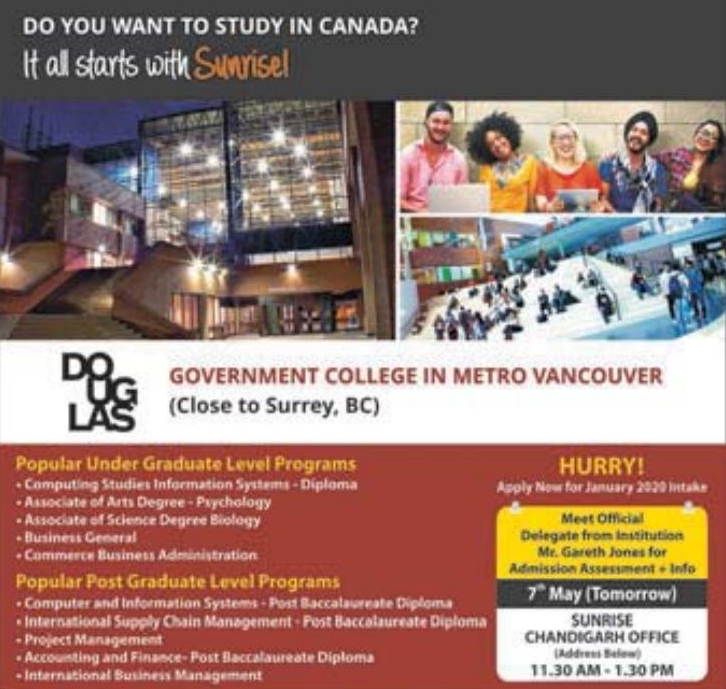 DO YOU WANT TO STUDY IN CANADA?
It all starts with Sunrise!
DO
UG
LAS
GOVERNMENT COLLEGE IN METRO VANCOUVER
(Close to Surrey, BC)
Popular Under Graduate Level Programs
• Computing Studies Information Systems - Diploma
• Associate of Arts Degree - Psychology
• Associate of Science Degree Biology
• Business General
• Commerce Business Administration
Popular Post Graduate Level Programs
• Computer and Information Systems - Post Baccalaureate Diploma
• International Supply Chain Management - Post Baccalaureate Diploma
• Project Management
• Accounting and Finance- Post Baccalaureate Diploma
• International Business Management
HURRY!
Apply Now for January 2020 Intake
Meet Official
Delegate from Institution
Mr. Gareth Jones for
Admission Assessment + Info
7th May (Tomorrow)
SUNRISE
CHANDIGARH OFFICE
(Address Below)
11.30 AM - 1.30 PM